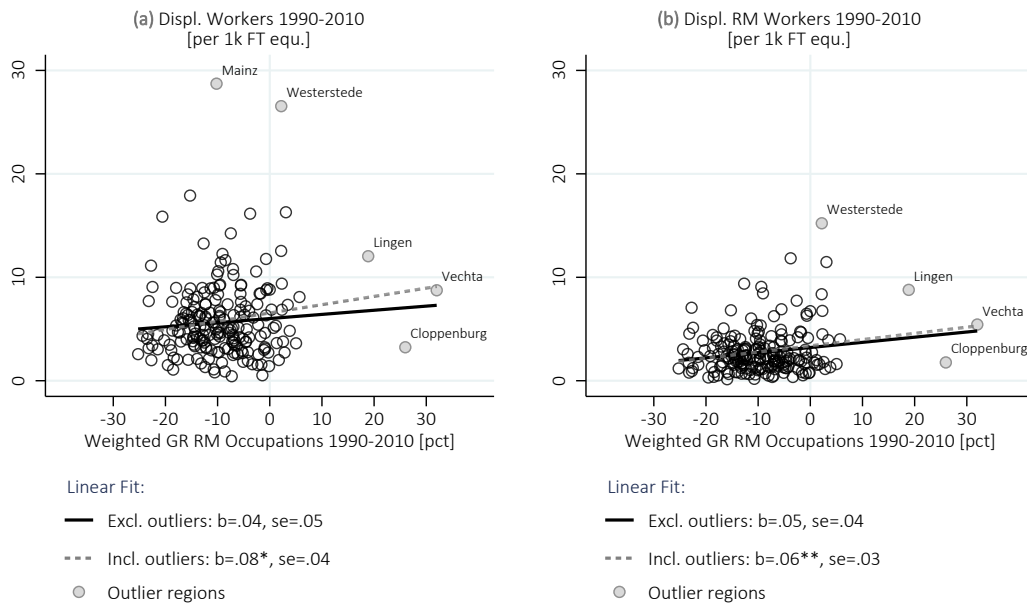 (a) Displ. Workers 1990-2010
[per 1k FT equ.]
30
20
10
0
Mainz
Westerstede
Lingen
Vechta
Cloppenburg
-30 -20 -10 0 10 20 30
Weighted GR RM Occupations 1990-2010 [pct]
Linear Fit:
Excl. outliers: b=.04, se=.05
Incl. outliers: b=.08*, se=.04
Outlier regions
(b) Displ. RM Workers 1990-2010
[per 1k FT equ.]
30
20
10
0
Westerstede
Lingen
Vechta
Cloppenburg
-30 -20 -10 0 10 20 30
Weighted GR RM Occupations 1990-2010 [pct]
Linear Fit:
Excl. outliers: b=.05, se=.04
Incl. outliers: b=.06**, se=.03
Outlier regions